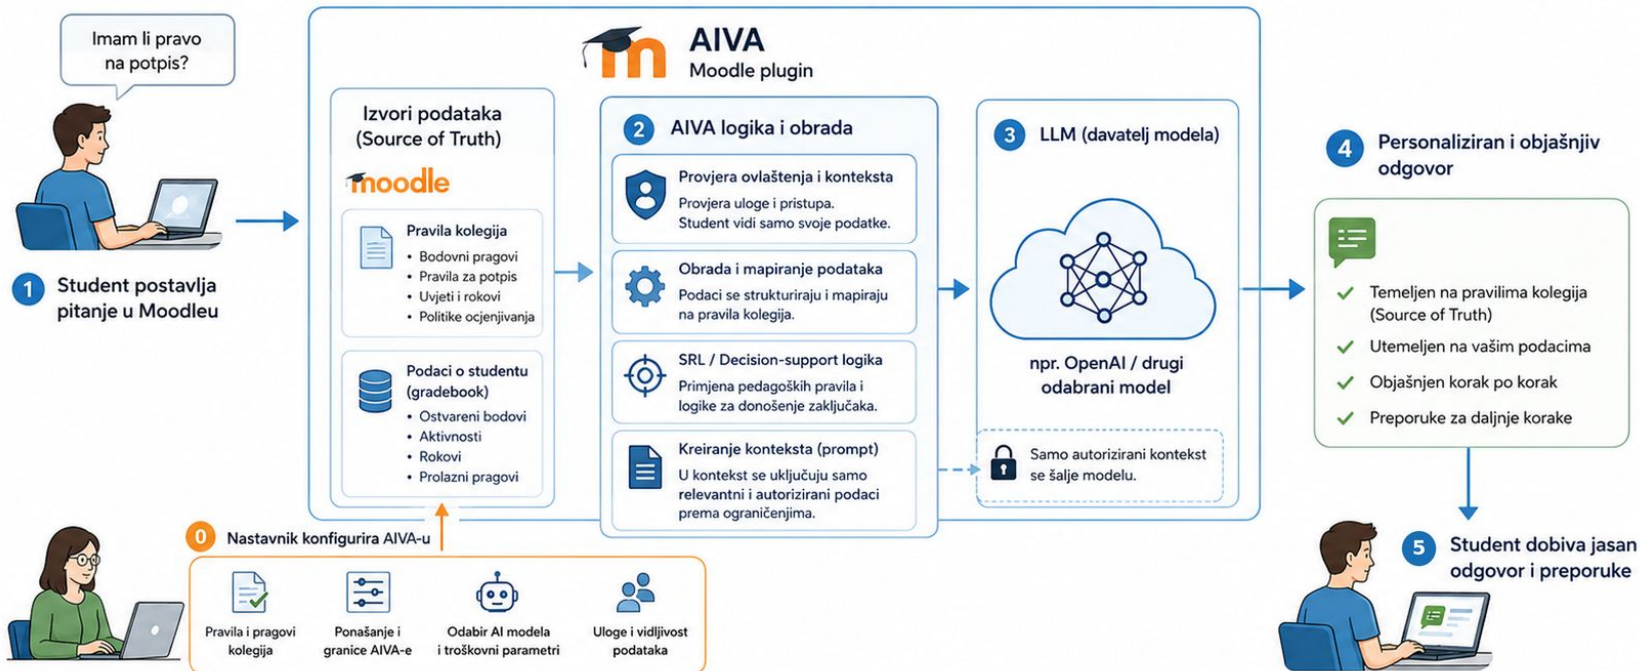 Imam li pravo
na potpis?
1 Student postavlja
pitanje u Moodleu
m AIVA
Moodle plugin
Izvori podataka
(Source of Truth)
moodle
Pravila kolegija
• Bodovni pragovi
• Pravila za potpis
• Uvjeti i rokovi
• Politike ocjenjivanja
Podaci o studentu
(gradebook)
• Ostvareni bodovi
• Aktivnosti
• Rokovi
• Prolazni pragovi
2 AIVA logika i obrada
Provjera ovlaštenja i konteksta
Provjera uloge i pristupa.
Student vidi samo svoje podatke.
Obrada i mapiranje podataka
Podaci se strukturiraju i mapiraju
na pravila kolegija.
SRL / Decision-support logika
Primjena pedagoških pravila i
logike za donošenje zaključaka.
Kreiranje konteksta (prompt)
U kontekst se uključuju samo
relevantni i autorizirani podaci
prema ograničenjima.
3 LLM (davatelj modela)
npr. OpenAI / drugi
odabrani model
Samo autorizirani kontekst
se šalje modelu.
4 Personaliziran i objašnjiv
odgovor
✓ Temeljen na pravilima kolegija
(Source of Truth)
✓ Utemeljen na vašim podacima
✓ Objašnjen korak po korak
✓ Preporuke za daljnje korake
5 Student dobiva jasan
odgovor i preporuke
0 Nastavnik konfigurira AIVA-u
Pravila i pragovi
kolegija
Ponašanje i
granice AIVA-e
Odabir AI modela
i troškovni parametri
Uloge i vidljivost
podataka